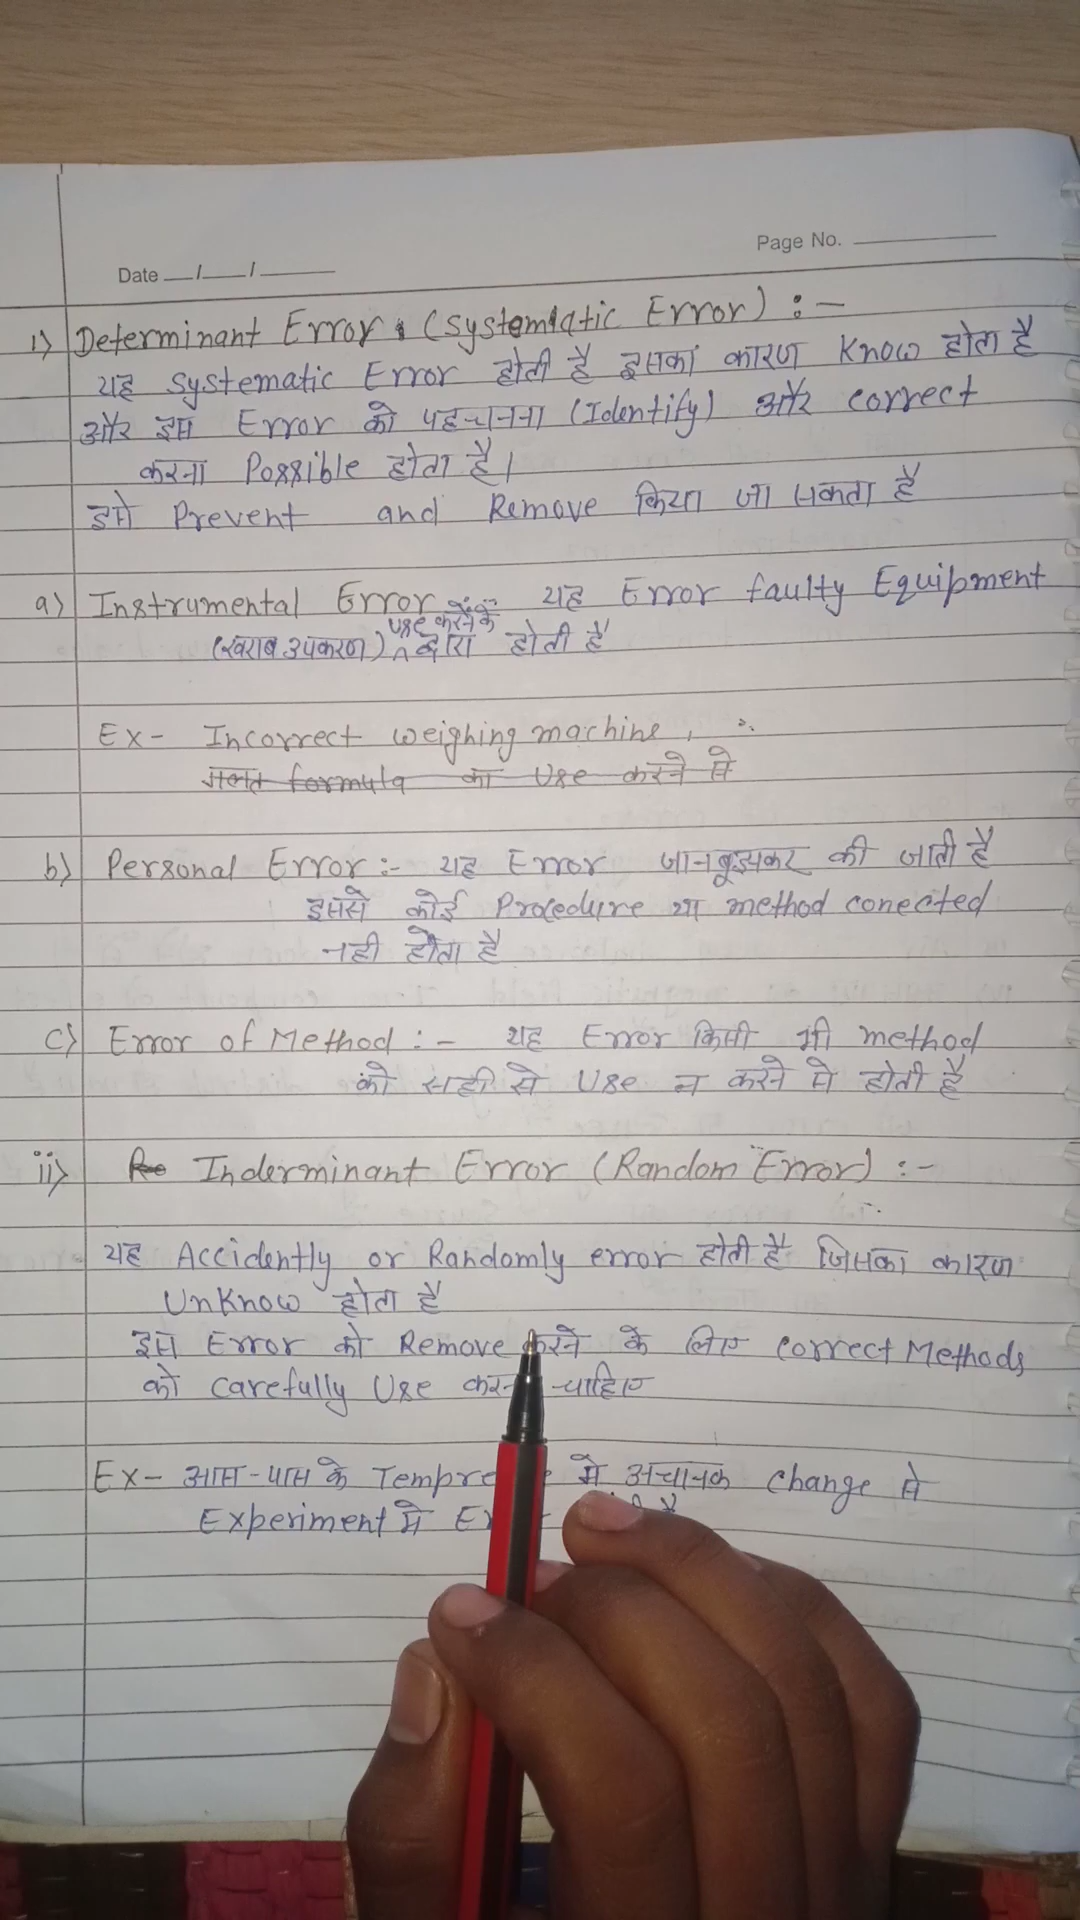 Page No.
Date __/__/____
i) Determinant Error : (Systematic Error) : -
यह Systematic Error होती है इसका कारण Know होता है
और इस Error को पहचानना (Identify) और correct
करना Possible होता है।
इसे Prevent and Remove किया जा सकता है
a) Instrumental Error :- यह Error faulty Equipment
(खराब उपकरण) use करने के द्वारा होती है
Ex- Incorrect weighing machine,
गलत formula का Use करने से
b) Personal Error :- यह Error जानबूझकर की जाती है
इससे कोई Procedure या method conected
नही होता है
c) Error of Method : - यह Error किसी भी method
को सही से Use न करने से होती है
ii) Inderminant Error (Random Error) : -
यह Accidently or Randomly error होती है जिसका कारण
UnKnow होता है
इस Error को Remove करने के लिए correct Methods
को carefully Use करना चाहिए
Ex- आस-पास के में अचानक change से
Experiment में